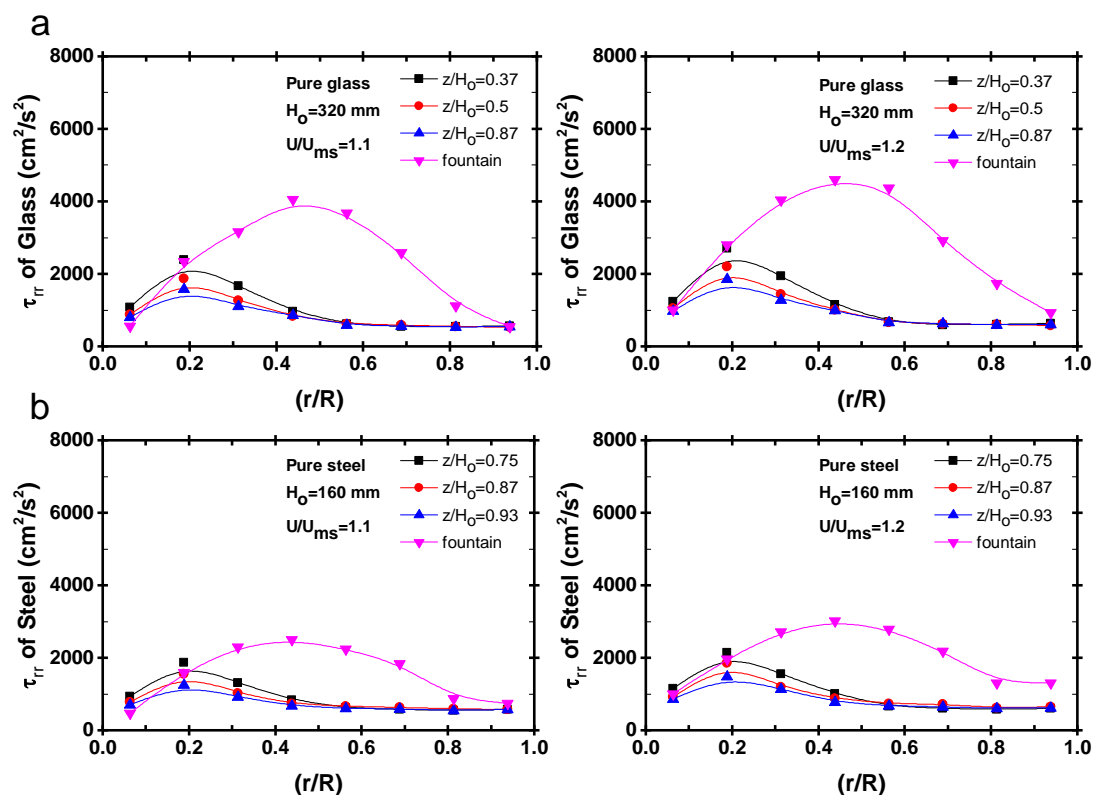 a
8000
6000
4000
2000
0
τrr of Glass (cm2/s2)
Pure glass
Ho=320 mm
U/Ums=1.1
z/Ho=0.37
z/Ho=0.5
z/Ho=0.87
fountain
0.0 0.2 0.4 0.6 0.8 1.0
(r/R)
8000
6000
4000
2000
0
τrr of Glass (cm2/s2)
Pure glass
Ho=320 mm
U/Ums=1.2
z/Ho=0.37
z/Ho=0.5
z/Ho=0.87
fountain
0.0 0.2 0.4 0.6 0.8 1.0
(r/R)
b
8000
6000
4000
2000
0
τrr of Steel (cm2/s2)
Pure steel
Ho=160 mm
U/Ums=1.1
z/Ho=0.75
z/Ho=0.87
z/Ho=0.93
fountain
0.0 0.2 0.4 0.6 0.8 1.0
(r/R)
8000
6000
4000
2000
0
τrr of Steel (cm2/s2)
Pure steel
Ho=160 mm
U/Ums=1.2
z/Ho=0.75
z/Ho=0.87
z/Ho=0.93
fountain
0.0 0.2 0.4 0.6 0.8 1.0
(r/R)